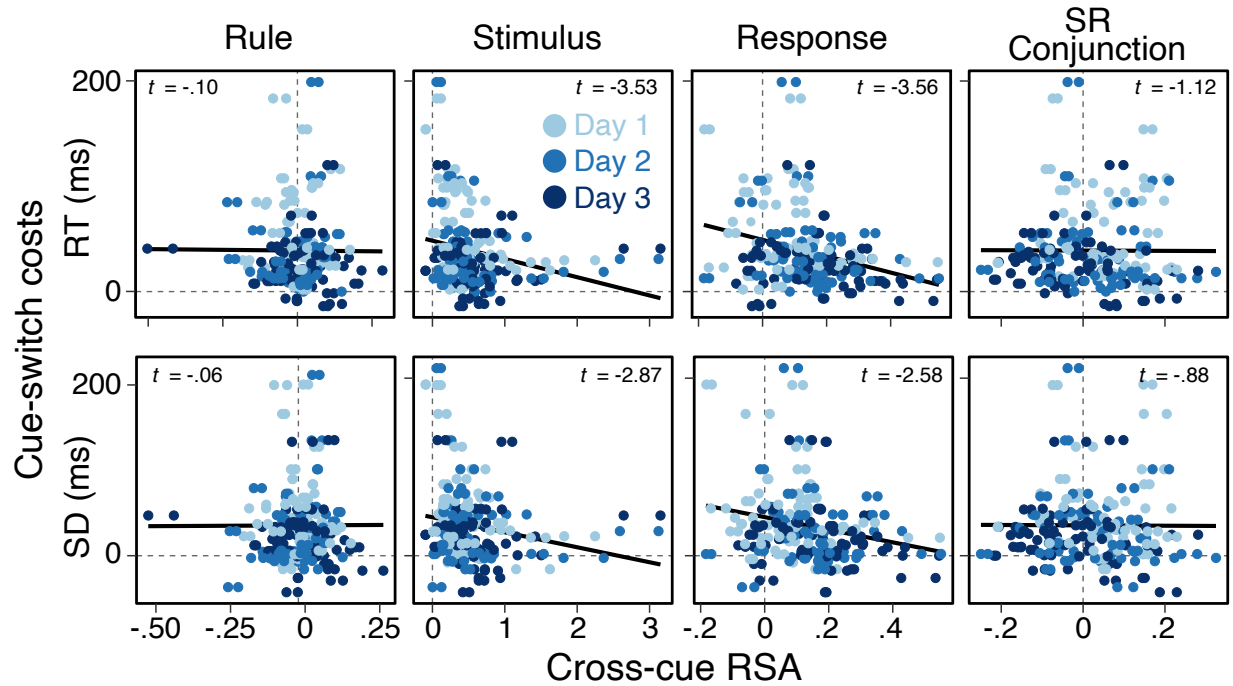 Rule
Stimulus
Response
SR
Conjunction
Cue-switch costs
RT (ms)
200
0
t = -.10
t = -3.53
Day 1
Day 2
Day 3
t = -3.56
t = -1.12
SD (ms)
200
0
t = -.06
t = -2.87
t = -2.58
t = -.88
-.50 -.25 0 .25
0 1 2 3
-.2 0 .2 .4
-.2 0 .2
Cross-cue RSA